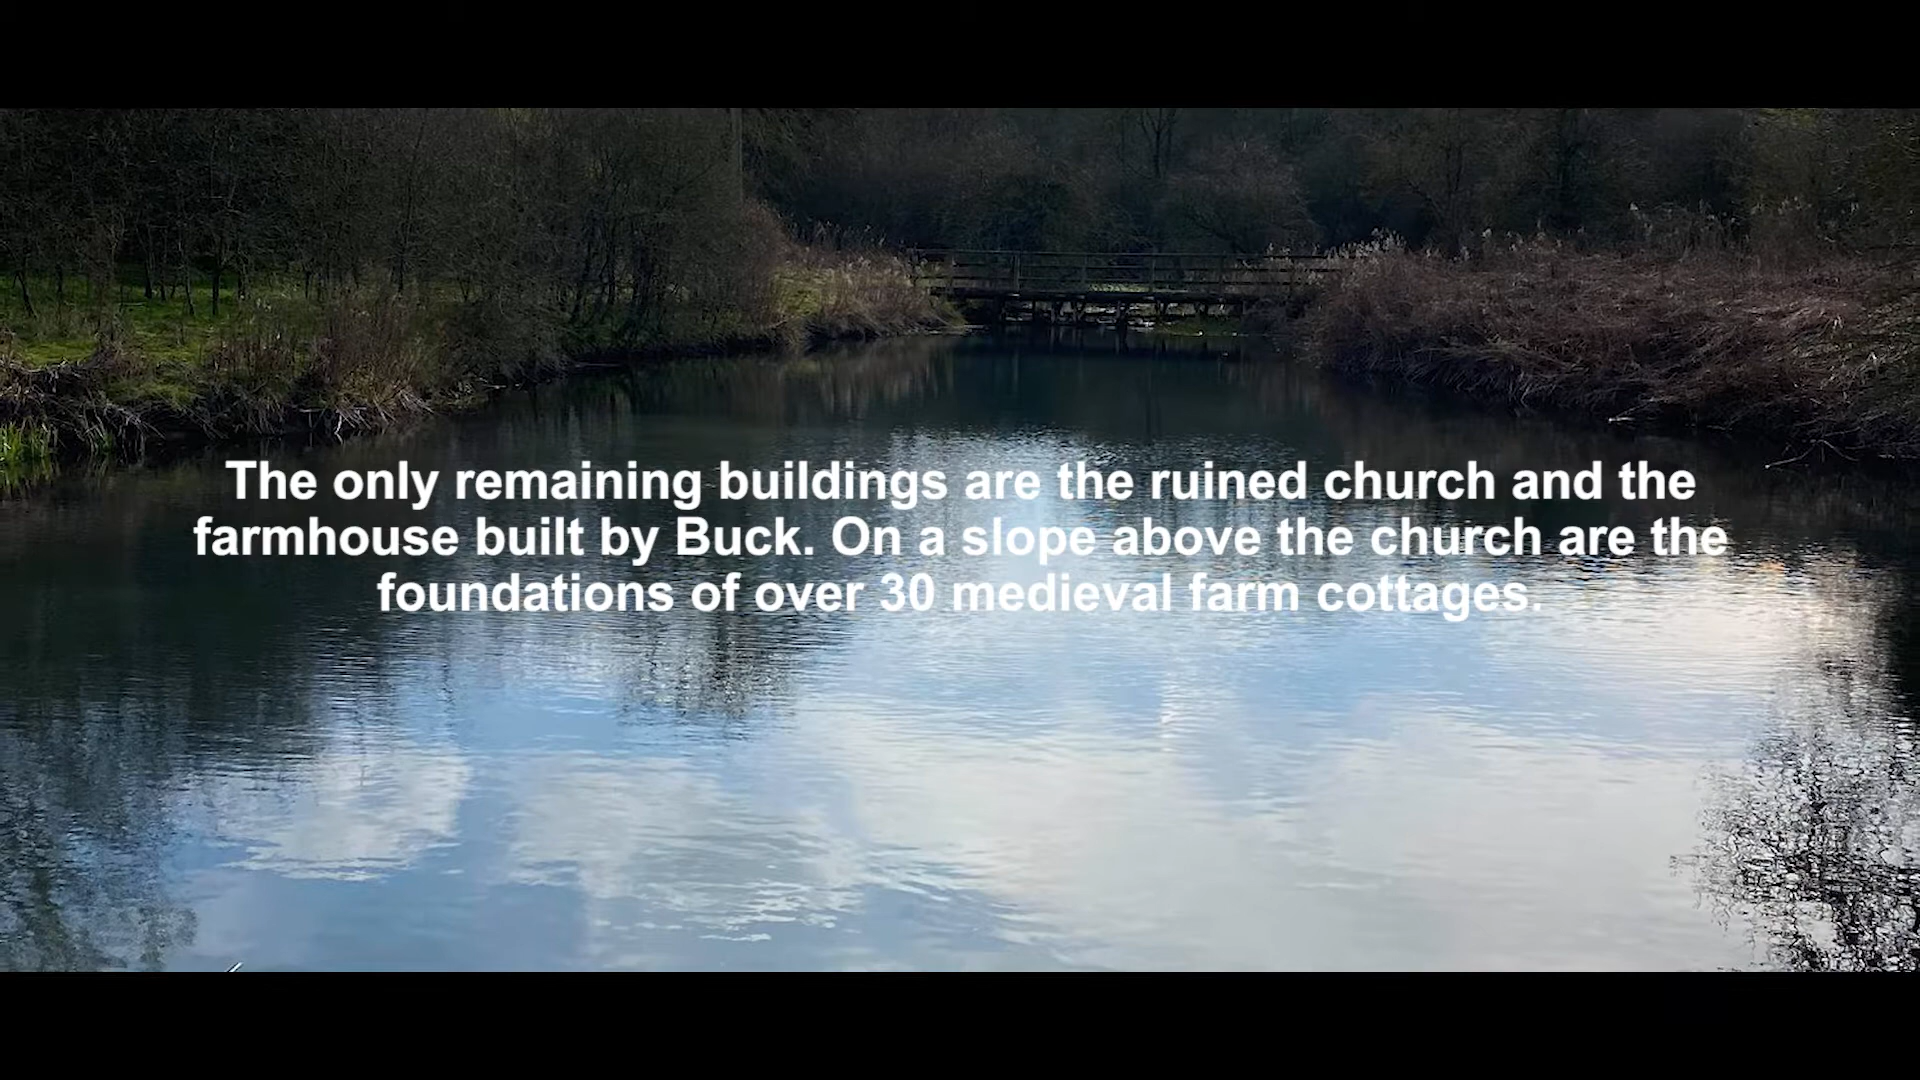 The only remaining buildings are the ruined church and the
farmhouse built by Buck. On a slope above the church are the
foundations of over 30 medieval farm cottages.